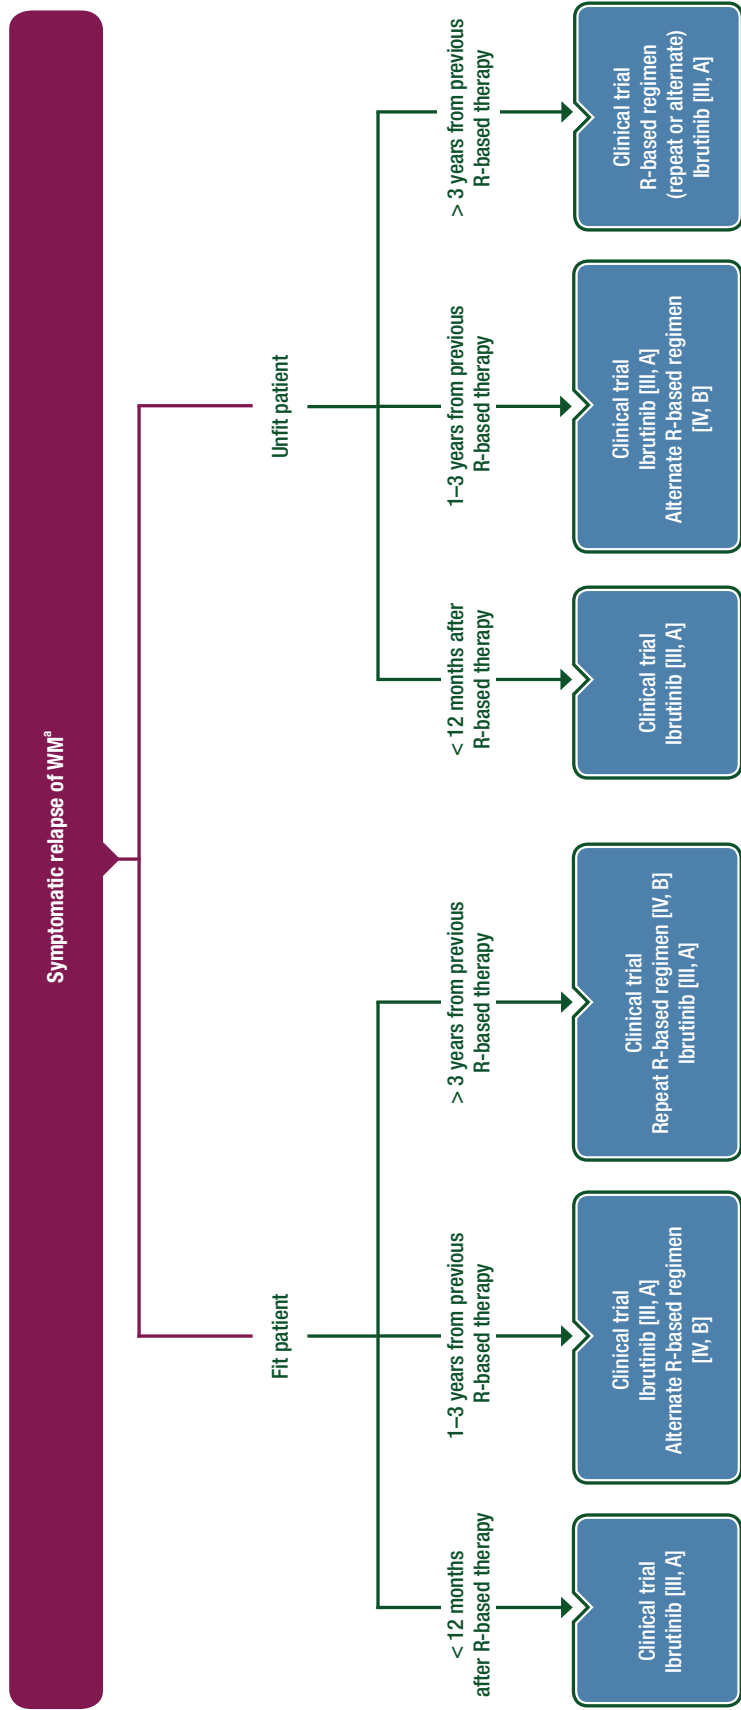 Symptomatic relapse of WMa
Fit patient
Unfit patient
< 12 months
after R-based therapy
1–3 years from previous
R-based therapy
> 3 years from previous
R-based therapy
< 12 months after
R-based therapy
1–3 years from previous
R-based therapy
> 3 years from previous
R-based therapy
Clinical trial
Ibrutinib [III, A]
Clinical trial
Ibrutinib [III, A]
Alternate R-based regimen
[IV, B]
Clinical trial
Repeat R-based regimen [IV, B]
Ibrutinib [III, A]
Clinical trial
Ibrutinib [III, A]
Clinical trial
Ibrutinib [III, A]
Alternate R-based regimen
[IV, B]
Clinical trial
R-based regimen
(repeat or alternate)
Ibrutinib [III, A]